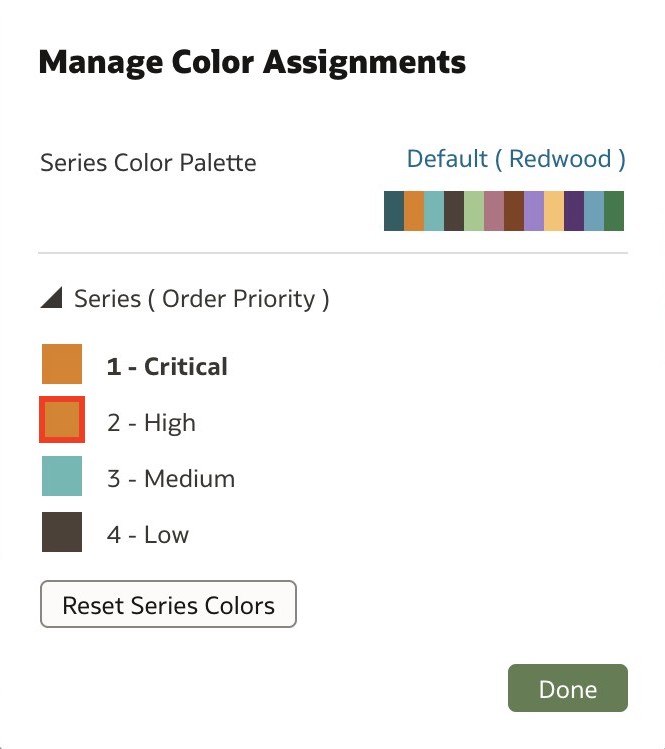 Manage Color Assignments
Series Color Palette
Default ( Redwood )
Series ( Order Priority )
1 - Critical
2 - High
3 - Medium
4 - Low
Reset Series Colors
Done